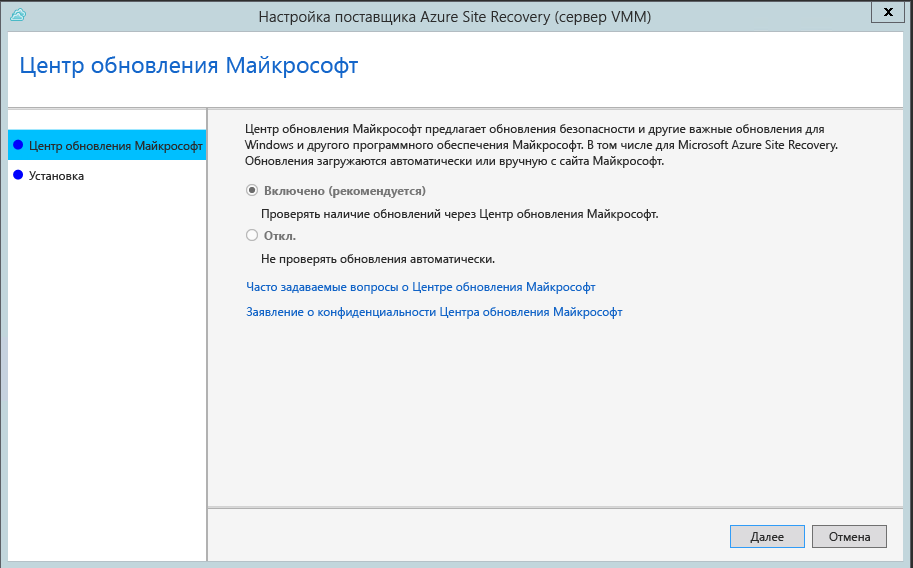 Настройка поставщика Azure Site Recovery (сервер VMM)
x
Центр обновления Майкрософт
Центр обновления Майкрософт
Установка
Центр обновления Майкрософт предлагает обновления безопасности и другие важные обновления для
Windows и другого программного обеспечения Майкрософт. В том числе для Microsoft Azure Site Recovery.
Обновления загружаются автоматически или вручную с сайта Майкрософт.
Включено (рекомендуется)
Проверять наличие обновлений через Центр обновления Майкрософт.
Откл.
Не проверять обновления автоматически.
Часто задаваемые вопросы о Центре обновления Майкрософт
Заявление о конфиденциальности Центра обновления Майкрософт
Далее
Отмена